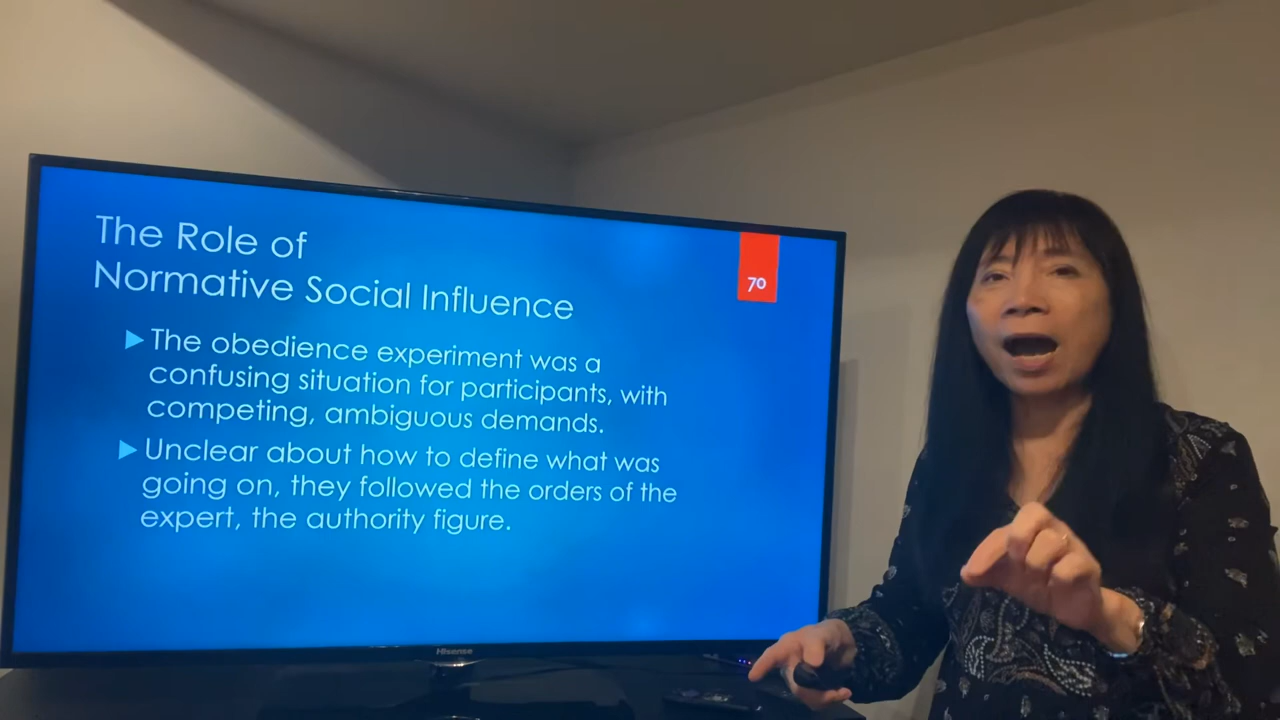 The Role of
Normative Social Influence
70
The obedience experiment was a
confusing situation for participants, with
competing, ambiguous demands.
Unclear about how to define what was
going on, they followed the orders of the
expert, the authority figure.
Hisense